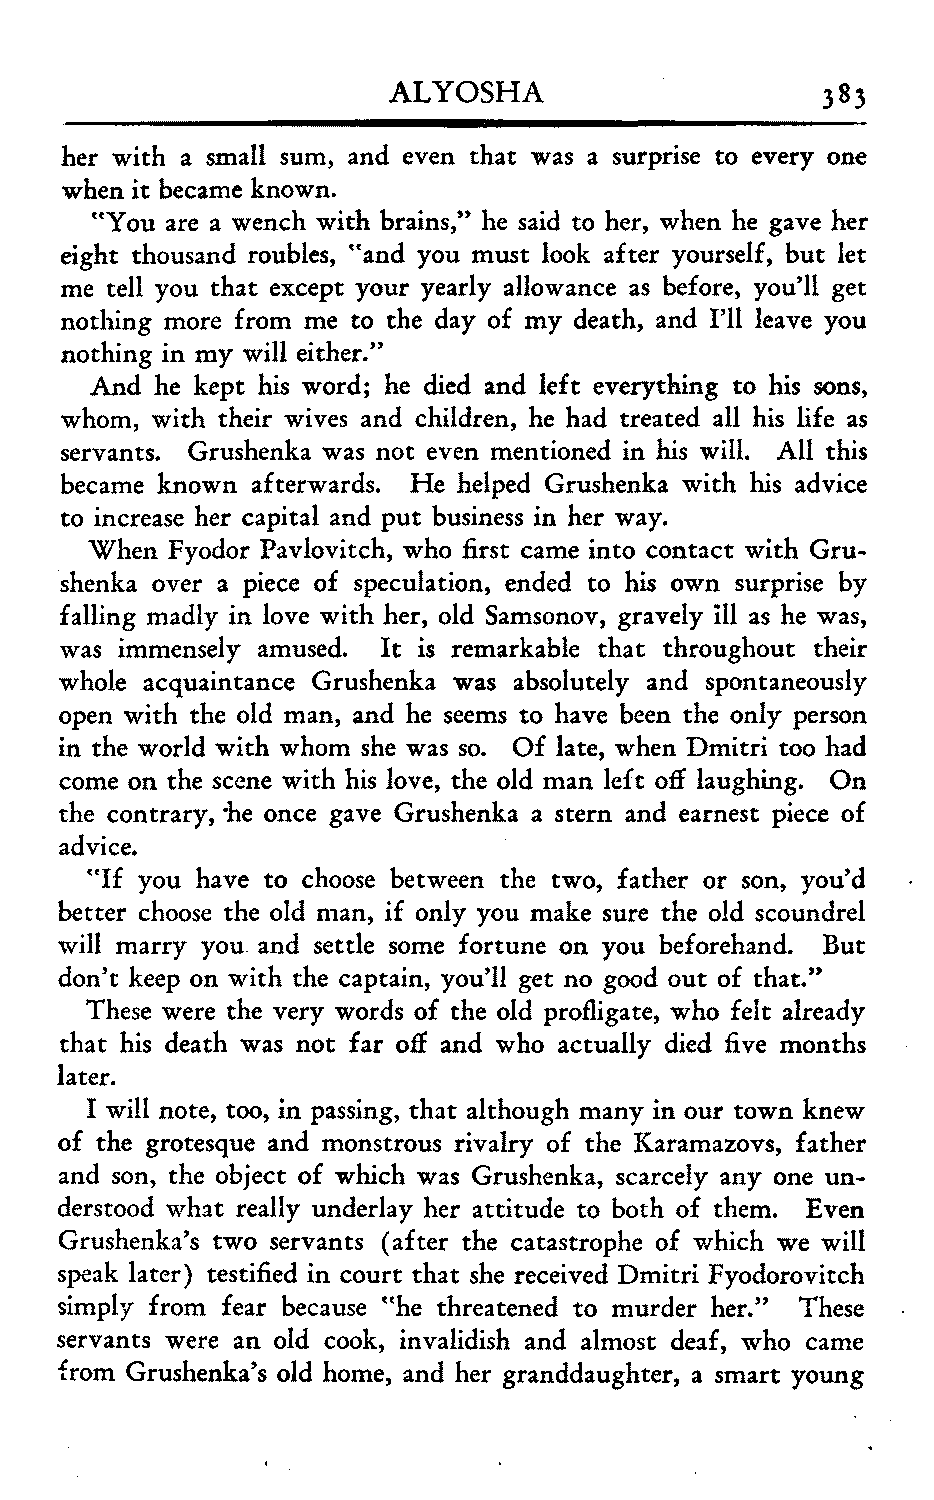 ALYOSHA 383
her with a small sum, and even that was a surprise to every one
when it became known.
"You are a wench with brains," he said to her, when he gave her
eight thousand roubles, "and you must look after yourself, but let
me tell you that except your yearly allowance as before, you'll get
nothing more from me to the day of my death, and I'll leave you
nothing in my will either."
And he kept his word; he died and left everything to his sons,
whom, with their wives and children, he had treated all his life as
servants. Grushenka was not even mentioned in his will. All this
became known afterwards. He helped Grushenka with his advice
to increase her capital and put business in her way.
When Fyodor Pavlovitch, who first came into contact with Gru-
shenka over a piece of speculation, ended to his own surprise by
falling madly in love with her, old Samsonov, gravely ill as he was,
was immensely amused. It is remarkable that throughout their
whole acquaintance Grushenka was absolutely and spontaneously
open with the old man, and he seems to have been the only person
in the world with whom she was so. Of late, when Dmitri too had
come on the scene with his love, the old man left off laughing. On
the contrary, he once gave Grushenka a stern and earnest piece of
advice.
"If you have to choose between the two, father or son, you'd
better choose the old man, if only you make sure the old scoundrel
will marry you and settle some fortune on you beforehand. But
don't keep on with the captain, you'll get no good out of that."
These were the very words of the old profligate, who felt already
that his death was not far off and who actually died five months
later.
I will note, too, in passing, that although many in our town knew
of the grotesque and monstrous rivalry of the Karamazovs, father
and son, the object of which was Grushenka, scarcely any one un-
derstood what really underlay her attitude to both of them. Even
Grushenka's two servants (after the catastrophe of which we will
speak later) testified in court that she received Dmitri Fyodorovitch
simply from fear because "he threatened to murder her." These
servants were an old cook, invalidish and almost deaf, who came
from Grushenka's old home, and her granddaughter, a smart young